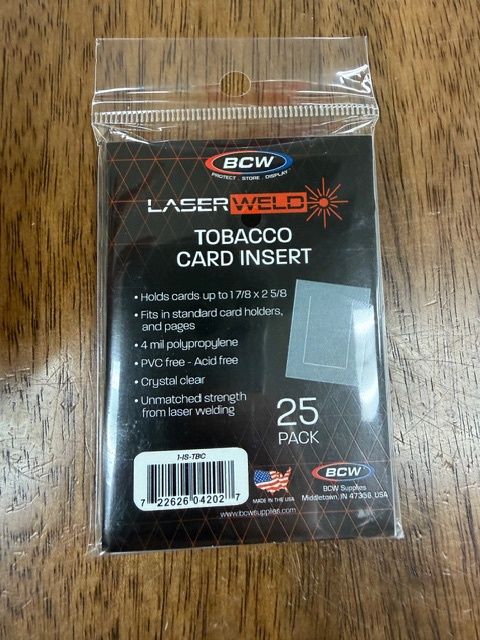 BCW
PROTECT . STORE . DISPLAY™
LASERWELD
TOBACCO
CARD INSERT
• Holds cards up to 1 7/8 x 2 5/8
• Fits in standard card holders,
and pages
• 4 mil polypropylene
• PVC free - Acid free
• Crystal clear
• Unmatched strength
from laser welding
25
PACK
1-IS-TBC
7 22626 04202 7
MADE IN THE USA
BCW
BCW Supplies
Middletown, IN 47356, USA
www.bcwsupplies.com